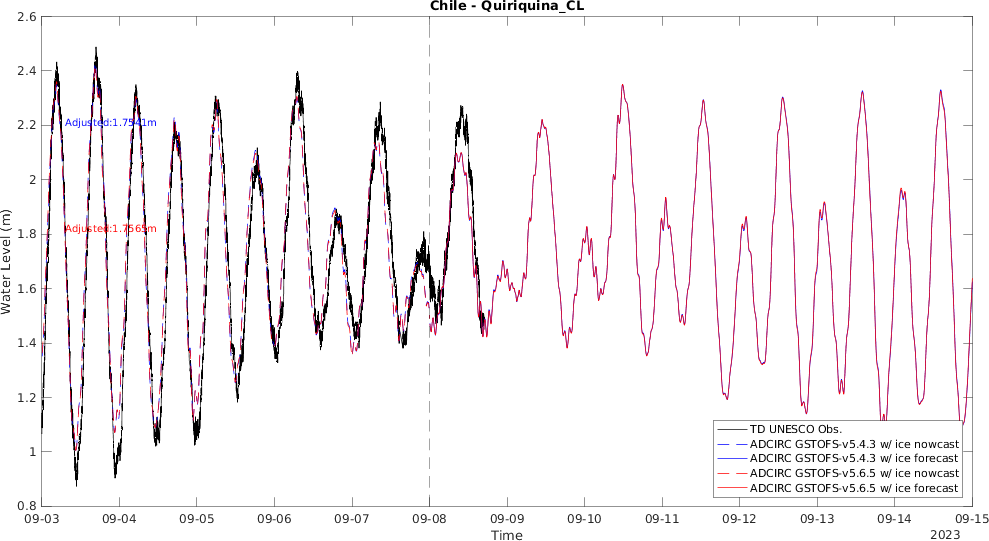 Chile - Quiriquina_CL
2.6
2.4
2.2
2
1.8
1.6
1.4
1.2
1
0.8
Water Level (m)
Adjusted:1.7541m
Adjusted:1.7565m
TD UNESCO Obs.
ADCIRC GSTOFS-v5.4.3 w/ ice nowcast
ADCIRC GSTOFS-v5.4.3 w/ ice forecast
ADCIRC GSTOFS-v5.6.5 w/ ice nowcast
ADCIRC GSTOFS-v5.6.5 w/ ice forecast
09-03 09-04 09-05 09-06 09-07 09-08 09-09 09-10 09-11 09-12 09-13 09-14 09-15
Time
2023